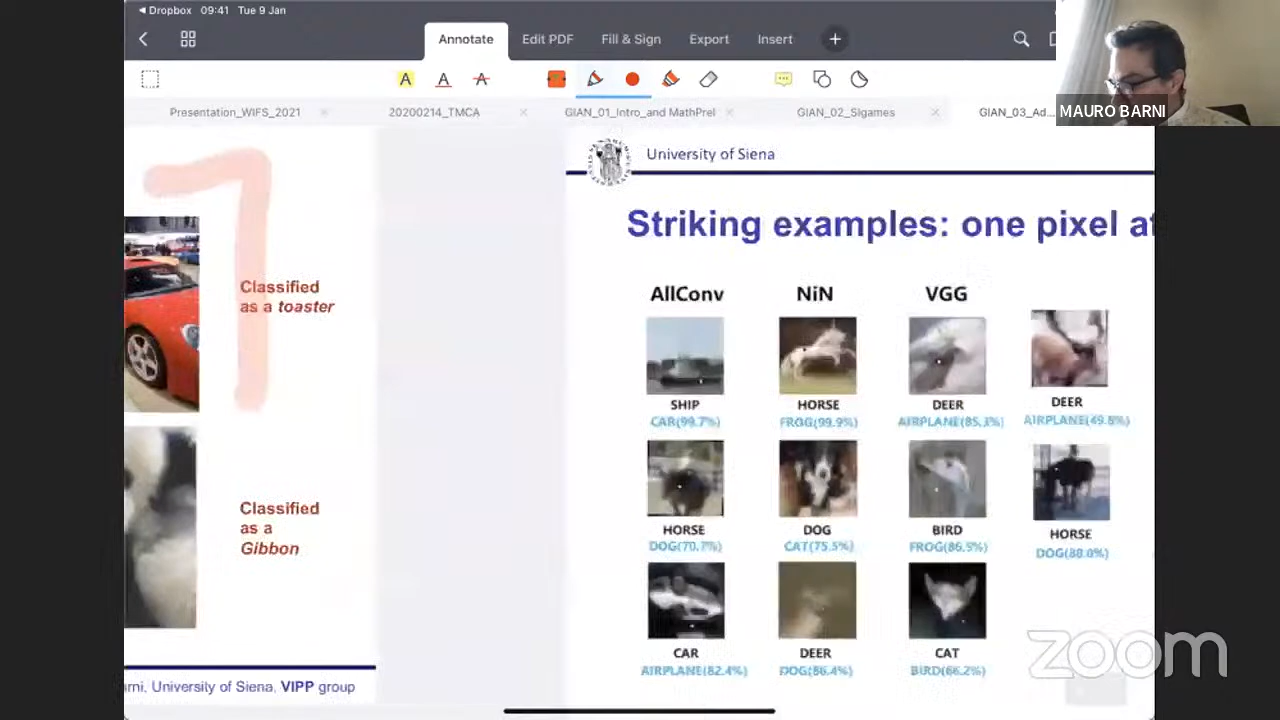 Dropbox 09:41 Tue 9 Jan
Annotate Edit PDF Fill & Sign Export Insert
A A A
Presentation_WIFS_2021 20200214_TMCA GIAN_01_Intro_and MathPrel GIAN_02_SIgames GIAN_03_Ad...
MAURO BARNI
Classified
as a toaster
Classified
as a
Gibbon
University of Siena, VIPP group
University of Siena
Striking examples: one pixel
AllConv NiN VGG
SHIP HORSE DEER DEER
CAR(99.7%) FROG(99.9%) AIRPLANE(85.3%) AIRPLANE(49.8%)
HORSE DOG BIRD HORSE
DOG(70.7%) CAT(75.5%) FROG(86.5%) DOG(88.0%)
CAR DEER CAT
AIRPLANE(82.4%) DOG(86.4%) BIRD(66.2%)
zoom